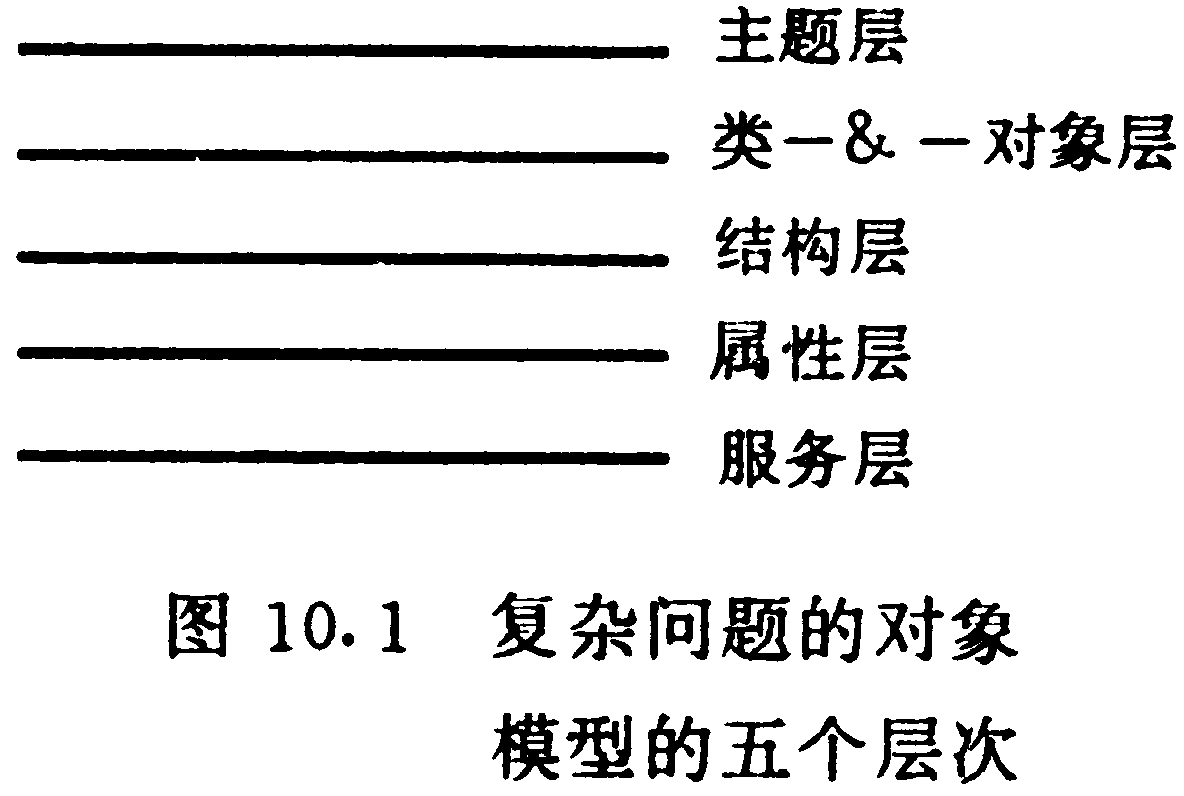 主题层
类－& －对象层
结构层
属性层
服务层
图 10.1 复杂问题的对象
模型的五个层次